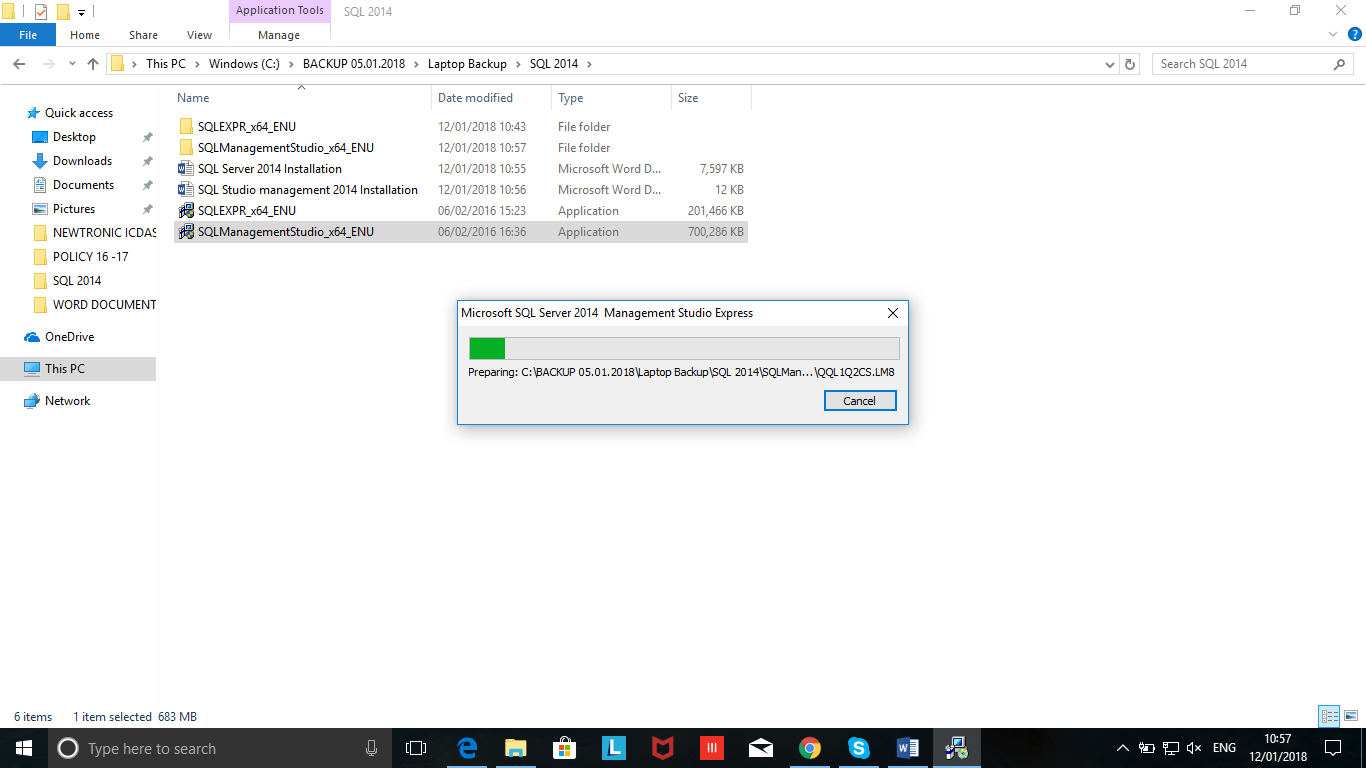 Application Tools
SQL 2014
File
Home
Share
View
Manage
This PC
Windows (C:)
BACKUP 05.01.2018
Laptop Backup
SQL 2014
Search SQL 2014
Name
Date modified
Type
Size
Quick access
Desktop
Downloads
Documents
Pictures
NEWTRONIC ICDAS
POLICY 16 -17
SQL 2014
WORD DOCUMENT
OneDrive
This PC
Network
SQLEXPR_x64_ENU 12/01/2018 10:43 File folder
SQLManagementStudio_x64_ENU 12/01/2018 10:57 File folder
SQL Server 2014 Installation 12/01/2018 10:55 Microsoft Word D... 7,597 KB
SQL Studio management 2014 Installation 12/01/2018 10:56 Microsoft Word D... 12 KB
SQLEXPR_x64_ENU 06/02/2016 15:23 Application 201,466 KB
SQLManagementStudio_x64_ENU 06/02/2016 16:36 Application 700,286 KB
Microsoft SQL Server 2014  Management Studio Express
Preparing: C:\BACKUP 05.01.2018\Laptop Backup\SQL 2014\SQLMan...\QQL1Q2CS.LM8
Cancel
6 items
1 item selected 683 MB
Type here to search
L
ENG
10:57
12/01/2018